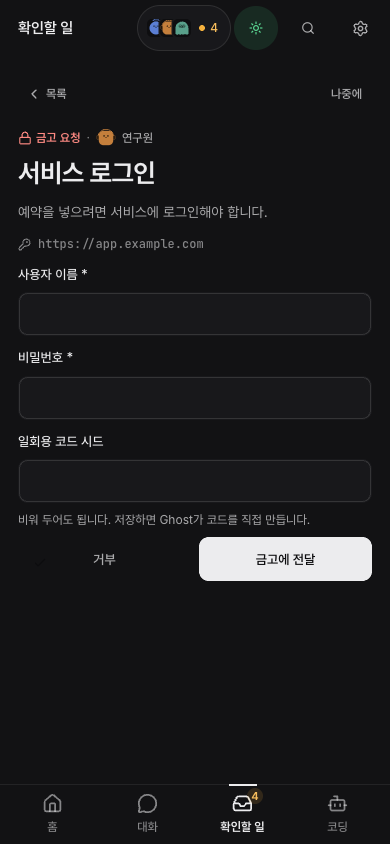 확인할 일
4
목록
나중에
금고 요청 · 연구원
서비스 로그인
예약을 넣으려면 서비스에 로그인해야 합니다.
https://app.example.com
사용자 이름 *
비밀번호 *
일회용 코드 시드
비워 두어도 됩니다. 저장하면 Ghost가 코드를 직접 만듭니다.
거부
금고에 전달
4
홈
대화
확인할 일
코딩